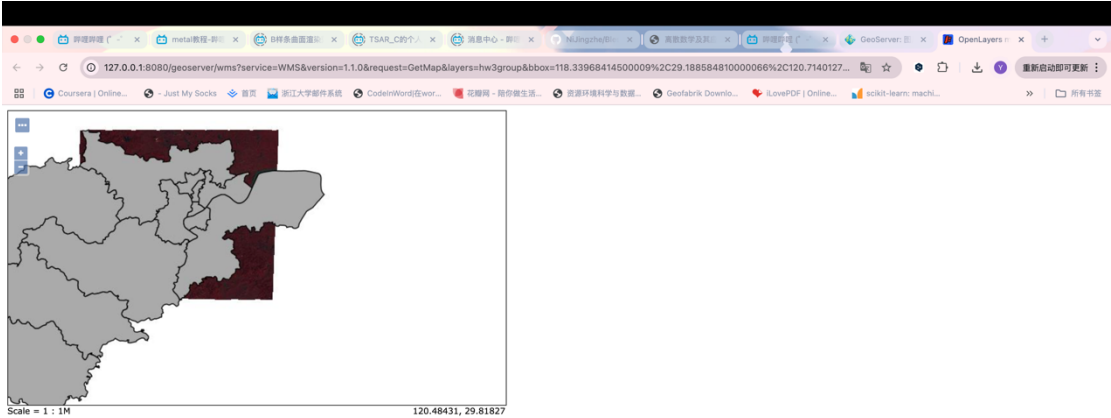 哔哩哔哩 (
metal教程-哔
B样条曲面渲染
TSAR_C的个人
消息中心 - 哔
NiJingzhe/B
离散数学及其
哔哩哔哩 (
GeoServer:
OpenLayers m
127.0.0.1:8080/geoserver/wms?service=WMS&version=1.1.0&request=GetMap&layers=hw3group&bbox=118.33968414500009%2C29.188584810000066%2C120.7140127...
重新启动即可更新
Coursera | Online...
- Just My Socks
首页
浙江大学邮件系统
CodeInWord|在wor...
花瓣网 - 陪你做生活...
资源环境科学与数据...
Geofabrik Downlo...
iLovePDF | Online...
scikit-learn: machi...
»
所有书签
+
−
Scale = 1 : 1M
120.48431, 29.81827